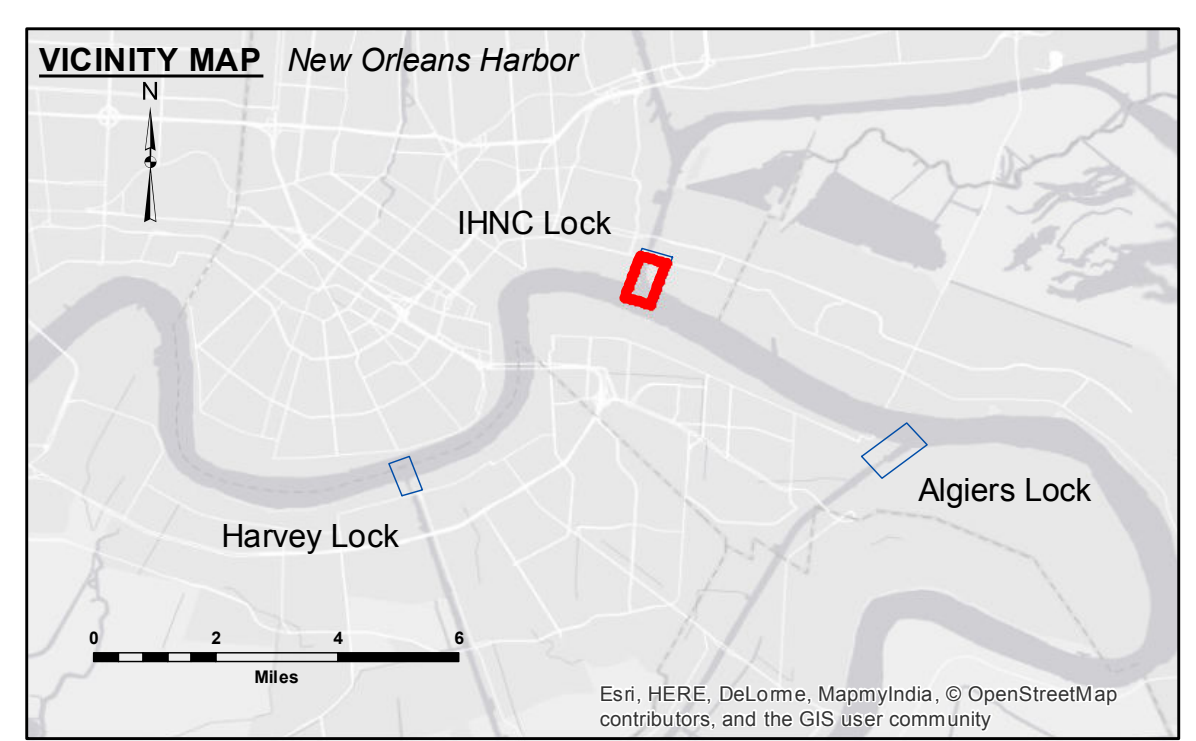 VICINITY MAP New Orleans Harbor
N
IHNC Lock
Algiers Lock
Harvey Lock
0 2 4 6
Miles
Esri, HERE, DeLorme, MapmyIndia, © OpenStreetMap
contributors, and the GIS user community